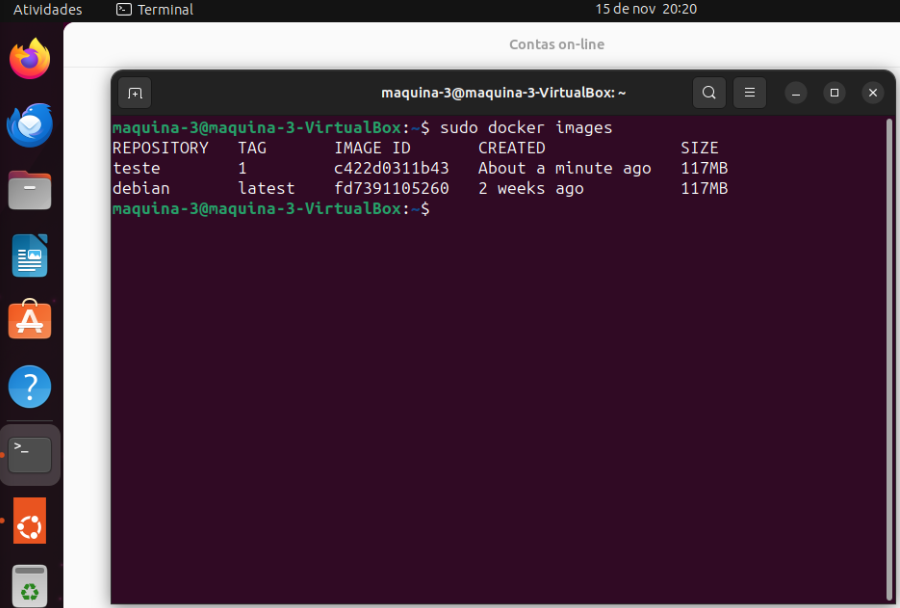 Atividades Terminal 15 de nov 20:20
Contas on-line
maquina-3@maquina-3-VirtualBox: ~
maquina-3@maquina-3-VirtualBox:~$ sudo docker images
REPOSITORY TAG IMAGE ID CREATED SIZE
teste 1 c422d0311b43 About a minute ago 117MB
debian latest fd7391105260 2 weeks ago 117MB
maquina-3@maquina-3-VirtualBox:~$